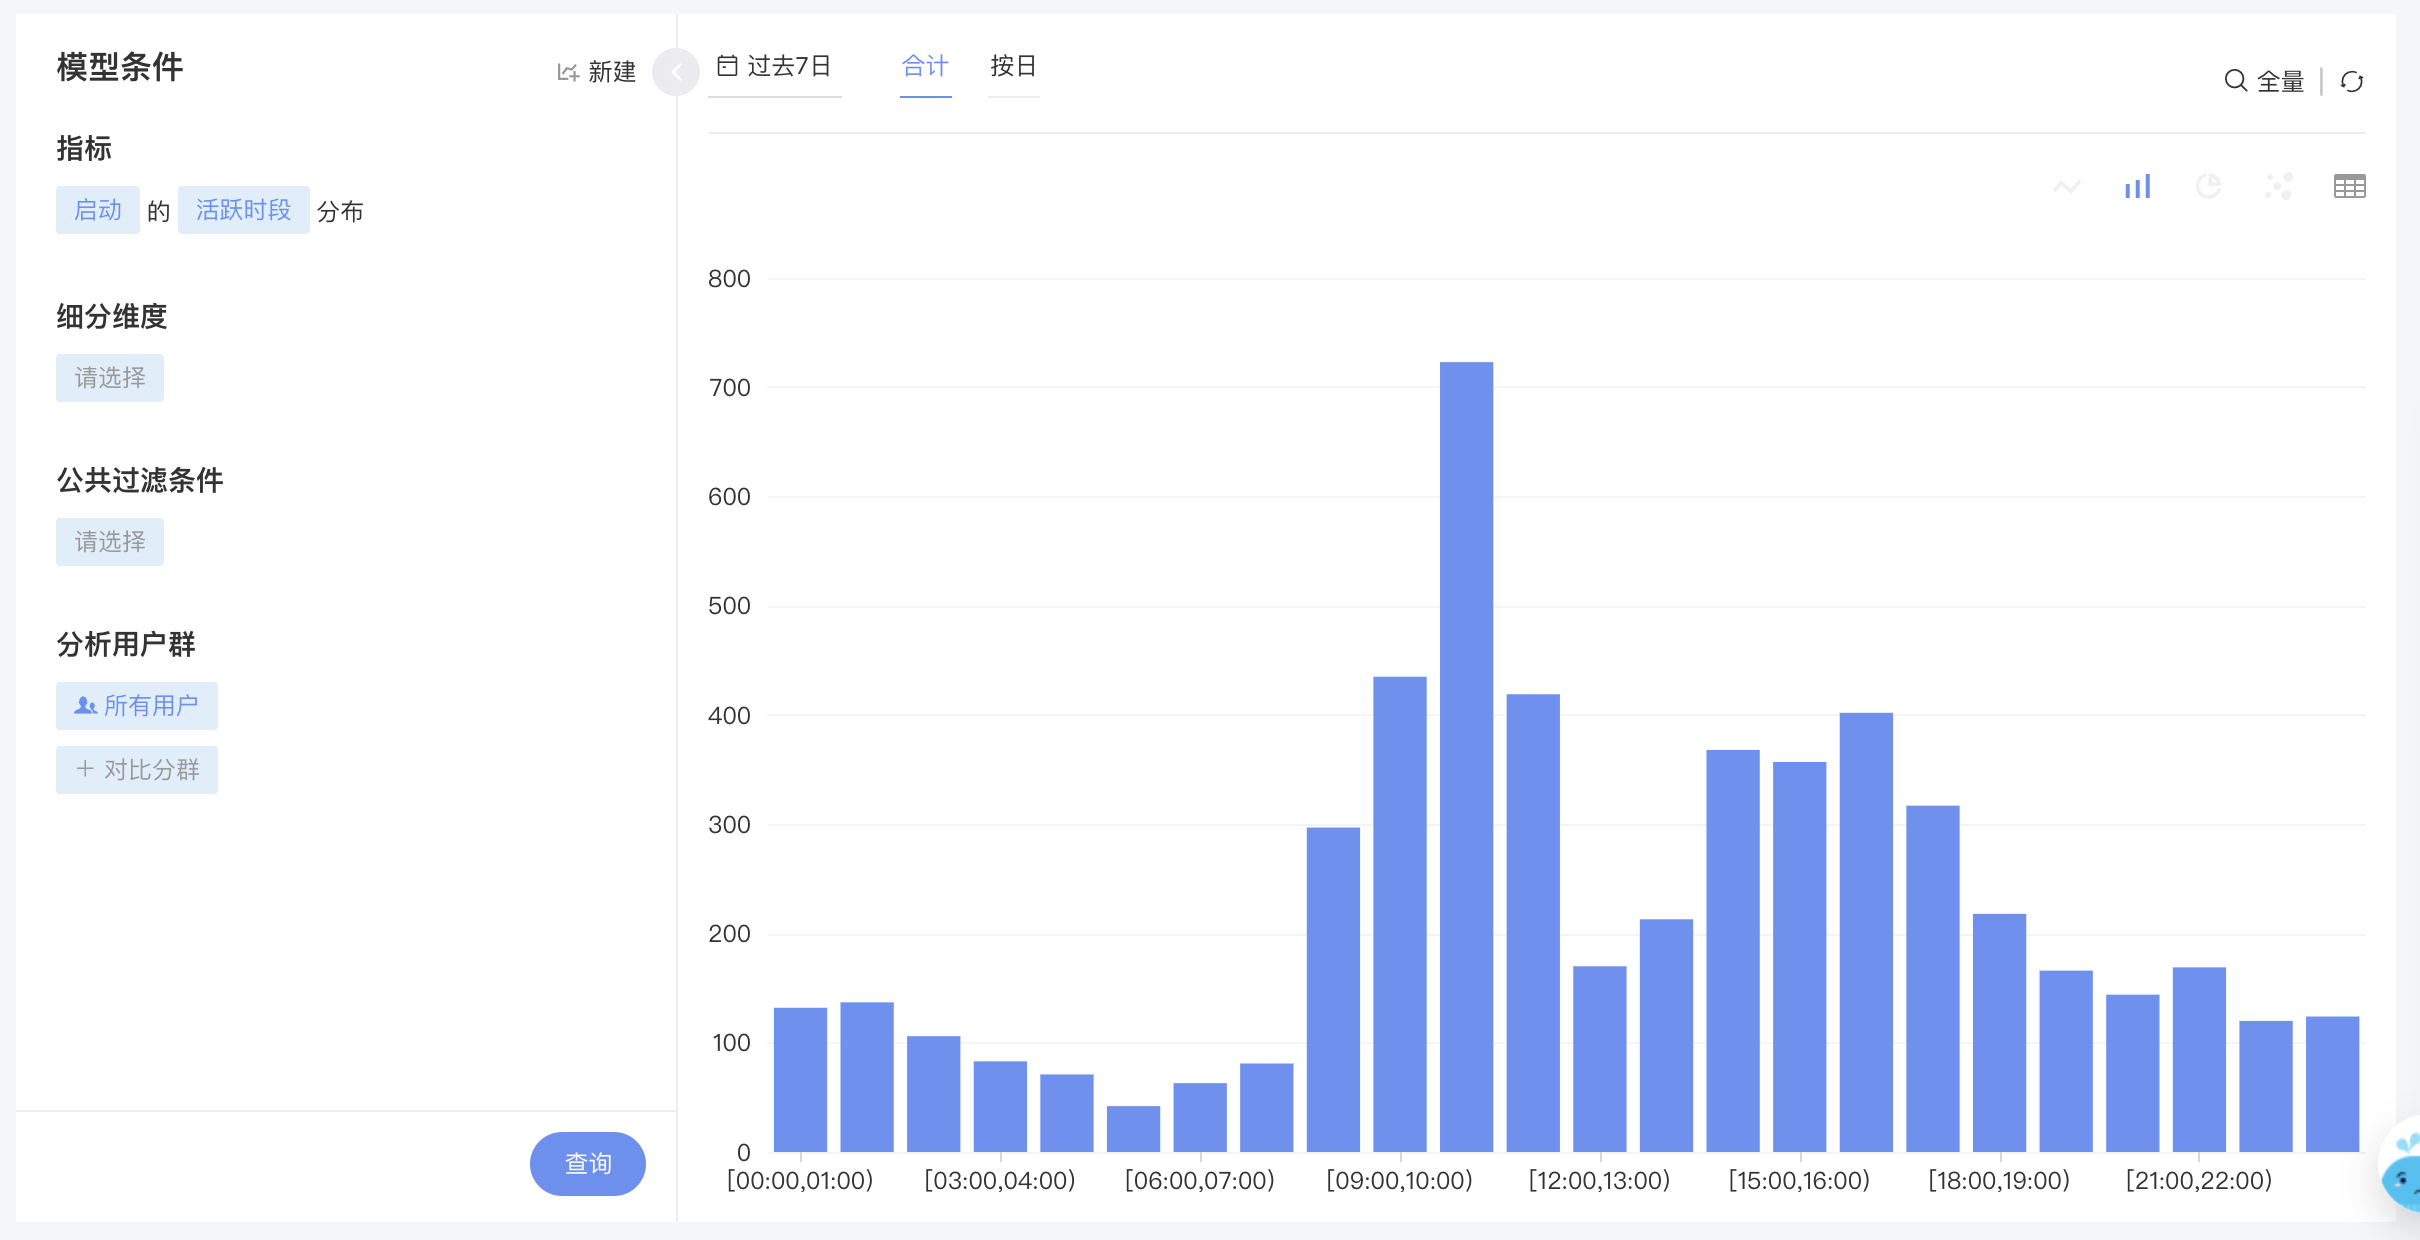 模型条件
新建
指标
启动 的 活跃时段 分布
细分维度
请选择
公共过滤条件
请选择
分析用户群
所有用户
+ 对比分群
查询
过去7日 合计 按日
全量
800
700
600
500
400
300
200
100
0
[00:00,01:00) [03:00,04:00) [06:00,07:00) [09:00,10:00) [12:00,13:00) [15:00,16:00) [18:00,19:00) [21:00,22:00)